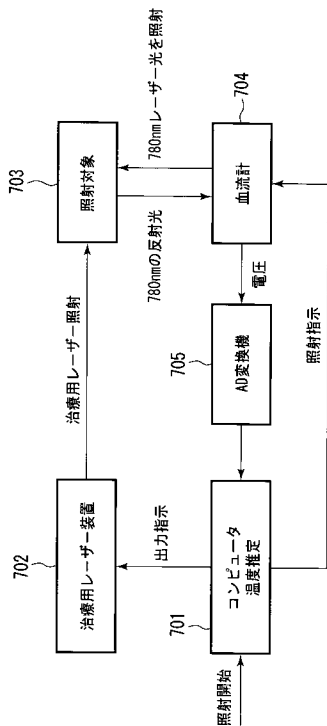 702
治療用レーザー装置
治療用レーザー照射
703
照射対象
出力指示
780nmの反射光
780nmレーザー光を照射
照射開始
701
コンピュータ
温度推定
705
AD変換機
電圧
704
血流計
照射指示